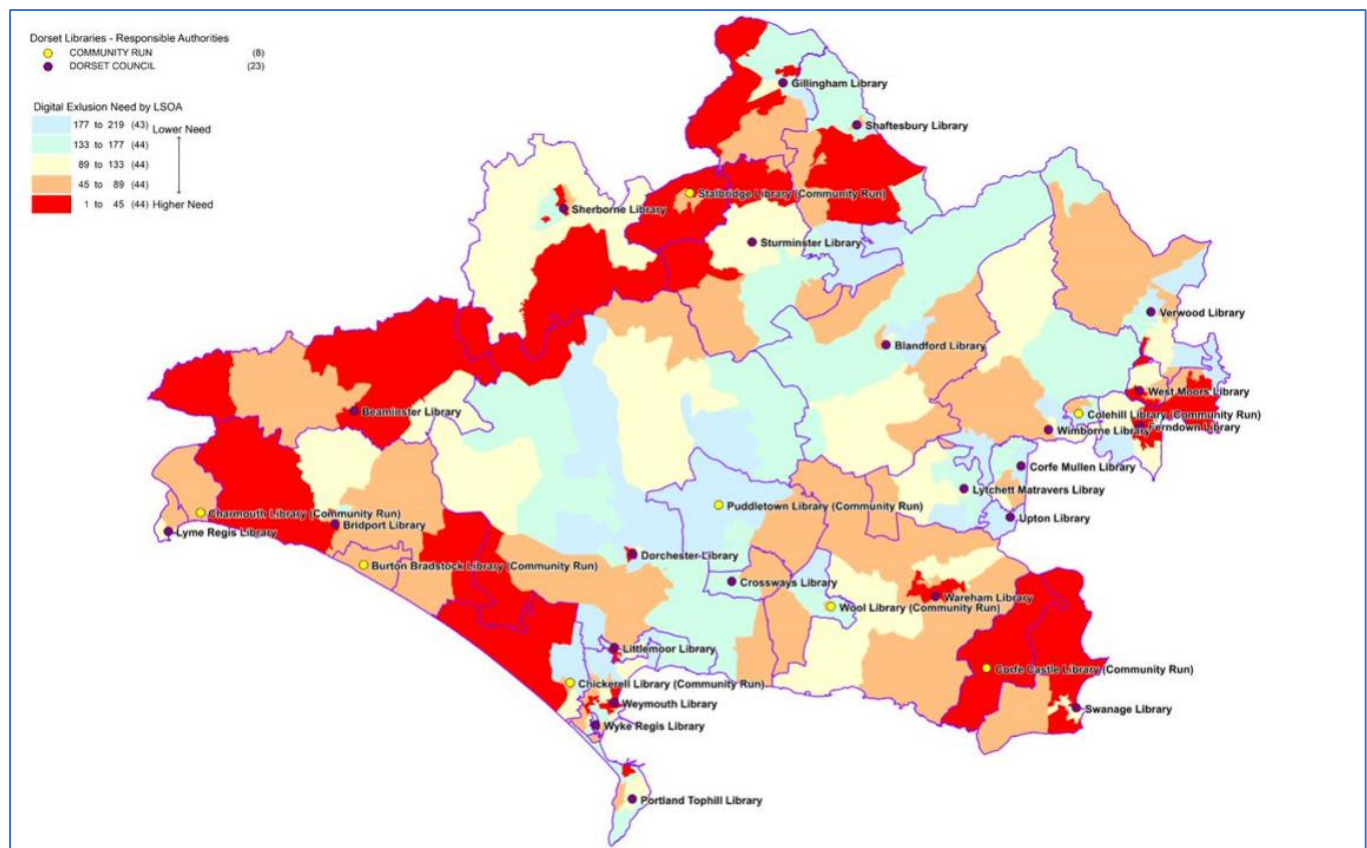 Dorset Libraries - Responsible Authorities
COMMUNITY RUN (8)
DORSET COUNCIL (23)
Digital Exlusion Need by LSOA
177 to 219 (43) Lower Need
133 to 177 (44)
89 to 133 (44)
45 to 89 (44)
1 to 45 (44) Higher Need
Gillingham Library
Shaftesbury Library
Stalbridge Library (Community Run)
Sherborne Library
Sturminster Library
Verwood Library
Blandford Library
West Moors Library
Beaminster Library
Colehill Library (Community Run)
Ferndown Library
Wimborne Library
Corfe Mullen Library
Lytchett Matravers Libray
Puddletown Library (Community Run)
Charmouth Library (Community Run)
Upton Library
Bridport Library
Lyme Regis Library
Dorchester Library
Burton Bradstock Library (Community Run)
Crossways Library
Wareham Library
Wool Library (Community Run)
Littlemoor Library
Corfe Castle Library (Community Run)
Chickerell Library (Community Run)
Weymouth Library
Swanage Library
Wyke Regis Library
Portland Tophill Library